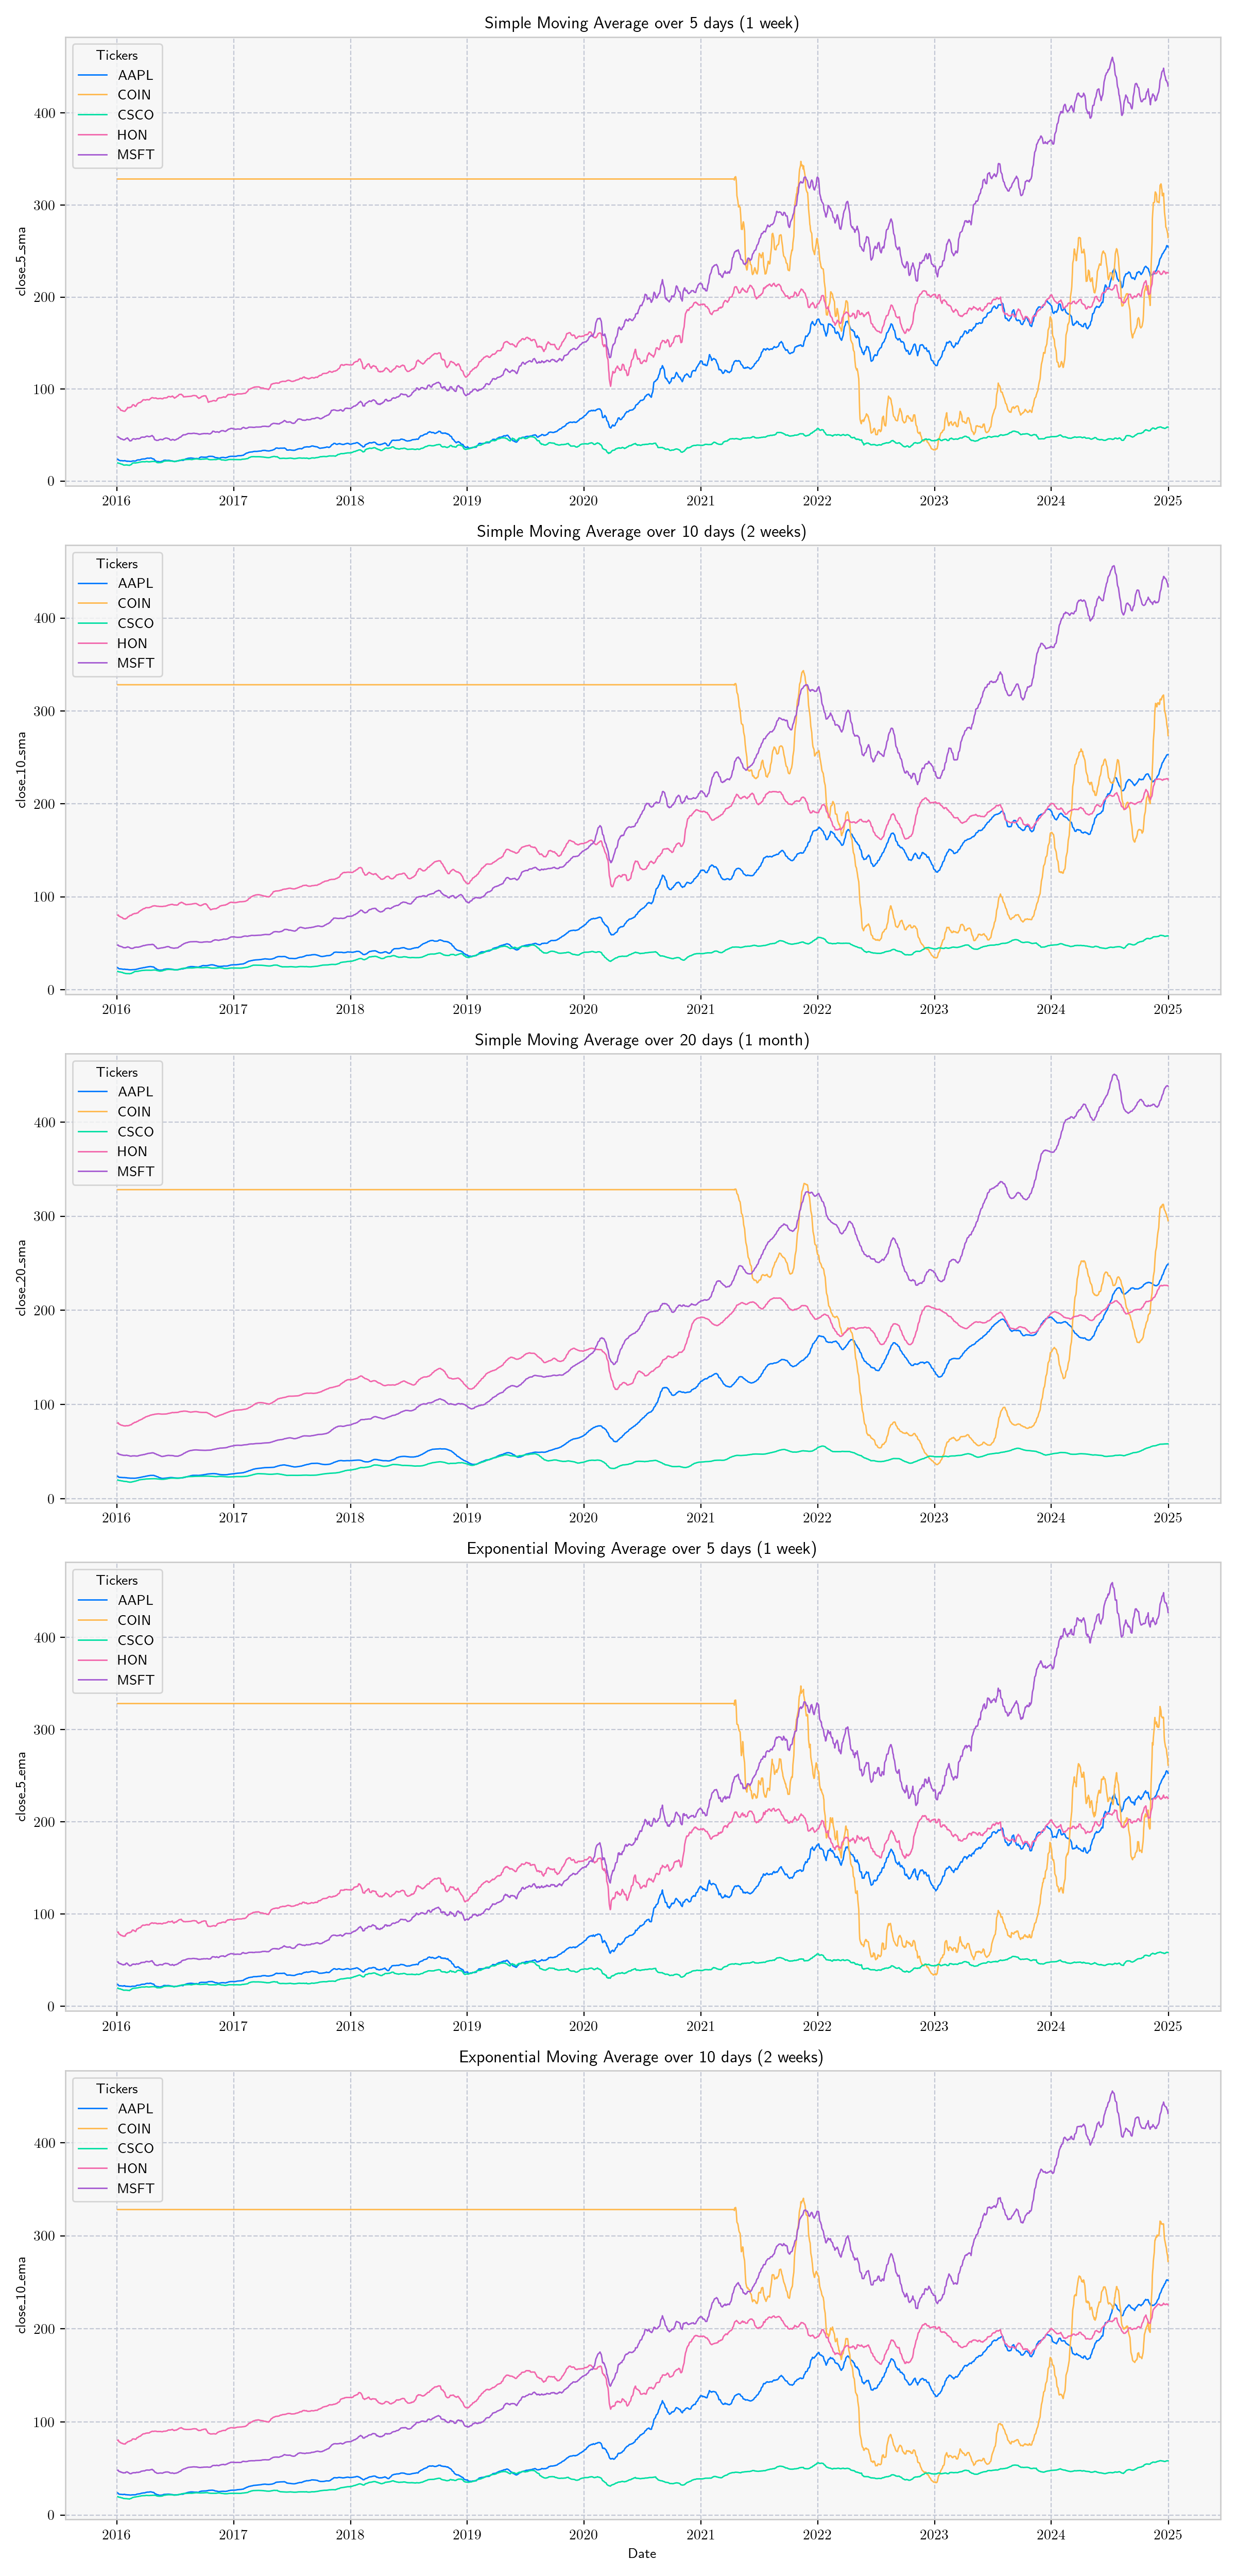 Simple Moving Average over 5 days (1 week)
Tickers
AAPL
COIN
CSCO
HON
MSFT
400
300
200
100
0
close_5_sma
2016 2017 2018 2019 2020 2021 2022 2023 2024 2025
Simple Moving Average over 10 days (2 weeks)
Tickers
AAPL
COIN
CSCO
HON
MSFT
400
300
200
100
0
close_10_sma
2016 2017 2018 2019 2020 2021 2022 2023 2024 2025
Simple Moving Average over 20 days (1 month)
Tickers
AAPL
COIN
CSCO
HON
MSFT
400
300
200
100
0
close_20_sma
2016 2017 2018 2019 2020 2021 2022 2023 2024 2025
Exponential Moving Average over 5 days (1 week)
Tickers
AAPL
COIN
CSCO
HON
MSFT
400
300
200
100
0
close_5_ema
2016 2017 2018 2019 2020 2021 2022 2023 2024 2025
Exponential Moving Average over 10 days (2 weeks)
Tickers
AAPL
COIN
CSCO
HON
MSFT
400
300
200
100
0
close_10_ema
2016 2017 2018 2019 2020 2021 2022 2023 2024 2025
Date